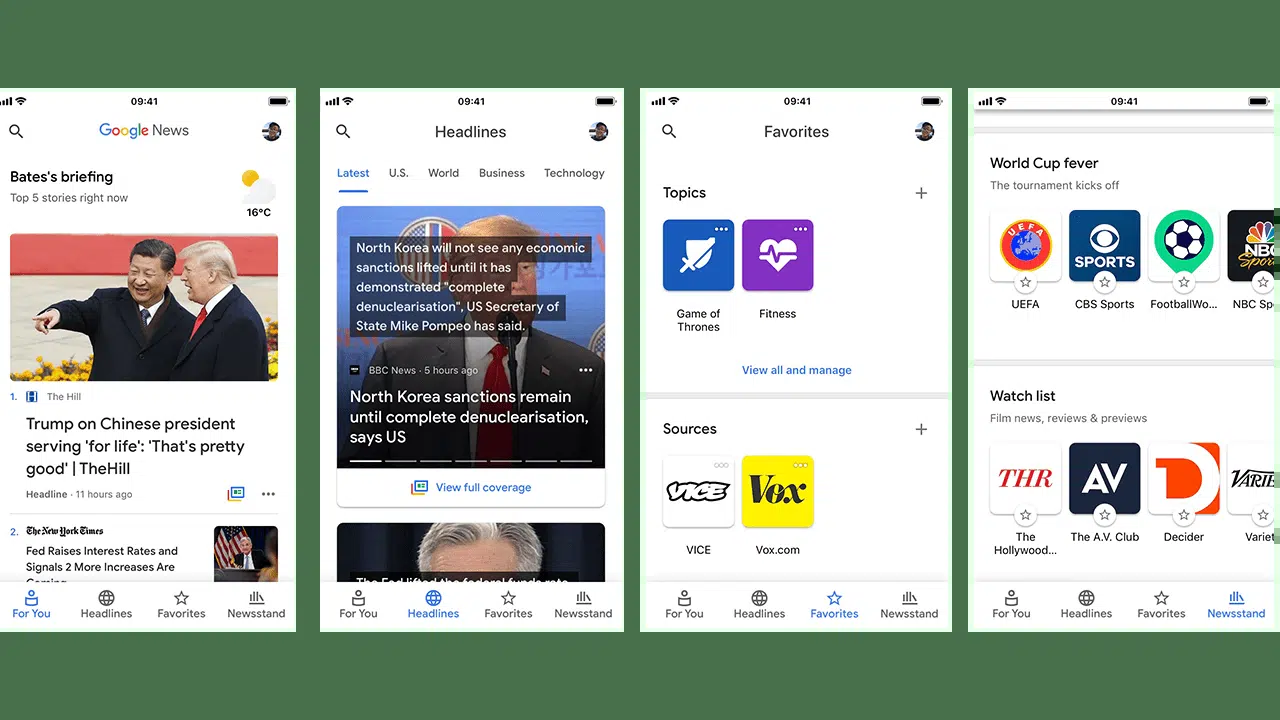 09:41
Google News
Bates's briefing
Top 5 stories right now
16°C
1. The Hill
Trump on Chinese president
serving 'for life': 'That's pretty
good' | TheHill
Headline · 11 hours ago
2. The New York Times
Fed Raises Interest Rates and
Signals 2 More Increases Are
For You Headlines Favorites Newsstand
09:41
Headlines
Latest U.S. World Business Technology
North Korea will not see any economic
sanctions lifted until it has
demonstrated "complete
denuclearisation", US Secretary of
State Mike Pompeo has said.
BBC News · 5 hours ago
North Korea sanctions remain
until complete denuclearisation,
says US
View full coverage
The Fed lifted the federal funds rate
For You Headlines Favorites Newsstand
09:41
Favorites
Topics
Game of
Thrones
Fitness
View all and manage
Sources
VICE
Vox
VICE
Vox.com
For You Headlines Favorites Newsstand
09:41
World Cup fever
The tournament kicks off
UEFA
CBS SPORTS
NBC
Sports
UEFA
CBS Sports
FootballWo...
NBC Sp
Watch list
Film news, reviews & previews
THR
AV
D
VARIE
The
Hollywood...
The A.V. Club
Decider
Variet
For You Headlines Favorites Newsstand